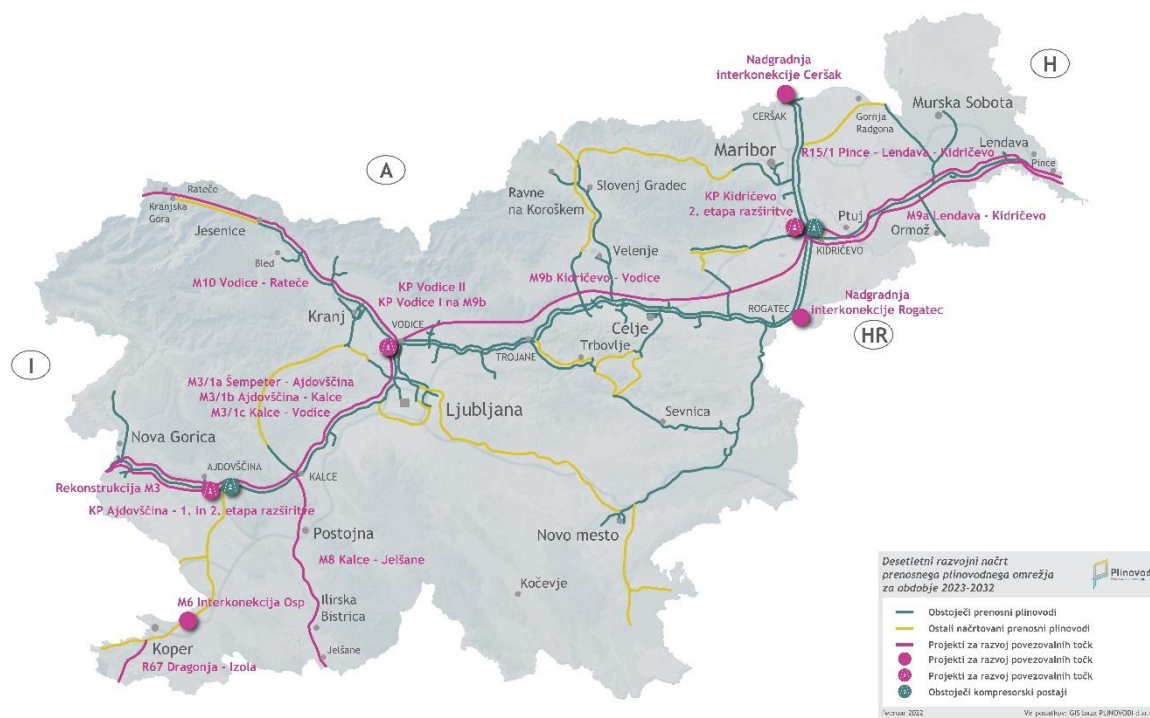 Nadgradnja
interkonekcije Ceršak
H
CERŠAK
Gornja
Radgona
Murska Sobota
Lendava
Pince
A
Maribor
R15/1 Pince - Lendava - Kidričevo
Rateče
Kranjska
Gora
Ravne
na Koroškem
Slovenj Gradec
KP Kidričevo
2. etapa razširitve
Ptuj
M9a Lendava - Kidričevo
Ormož
KIDRIČEVO
Jesenice
Bled
Velenje
M10 Vodice - Rateče
KP Vodice II
KP Vodice I na M9b
M9b Kidričevo - Vodice
Nadgradnja
interkonekcije Rogatec
ROGATEC
HR
Kranj
VODICE
TROJANE
Celje
Trbovlje
I
M3/1a Šempeter - Ajdovščina
M3/1b Ajdovščina - Kalce
M3/1c Kalce - Vodice
Ljubljana
Sevnica
Nova Gorica
AJDOVŠČINA
KALCE
Rekonstrukcija M3
KP Ajdovščina - 1. in 2. etapa razširitve
Postojna
Novo mesto
M8 Kalce - Jelšane
Kočevje
M6 Interkonekcija Osp
Ilirska
Bistrica
Koper
Jelšane
R67 Dragonja - Izola
Desetletni razvojni načrt
prenosnega plinovodnega omrežja
za obdobje 2023-2032
Plinovodi
Obstoječi prenosni plinovodi
Ostali načrtovani prenosni plinovodi
Projekti za razvoj povezovalnih točk
Projekti za razvoj povezovalnih točk
Projekti za razvoj povezovalnih točk
Obstoječi kompresorski postaji
februar 2022
Vir podatkov: GIS baza PLINOVODI d.o.o.